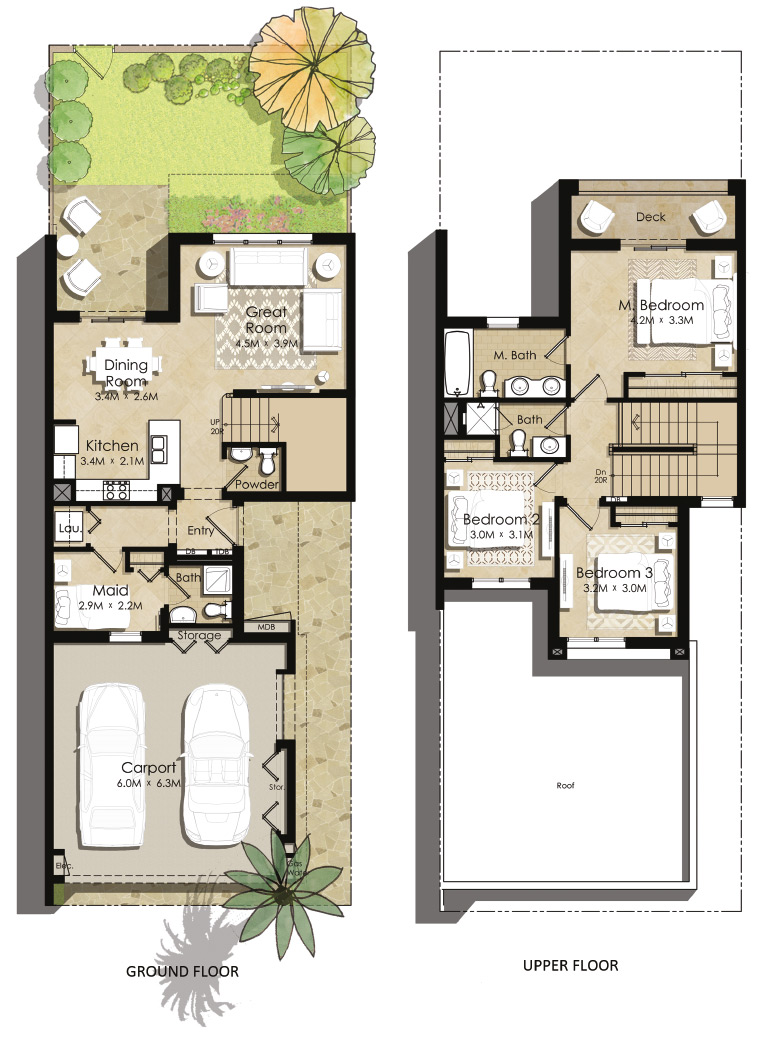 Great
Room
4.5M x 3.9M
Dining
Room
3.4M x 2.6M
UP
20R
Kitchen
3.4M x 2.1M
Powder
Lau.
Entry
DB
TDB
Maid
2.9M x 2.2M
Bath
MDB
Storage
Carport
6.0M x 6.3M
Stor.
Elec.
Gas
Wate
GROUND FLOOR
Deck
M. Bedroom
4.2M x 3.3M
M. Bath
Bath
Dn
20R
DB
Bedroom 2
3.0M x 3.1M
Bedroom 3
3.2M x 3.0M
Roof
UPPER FLOOR